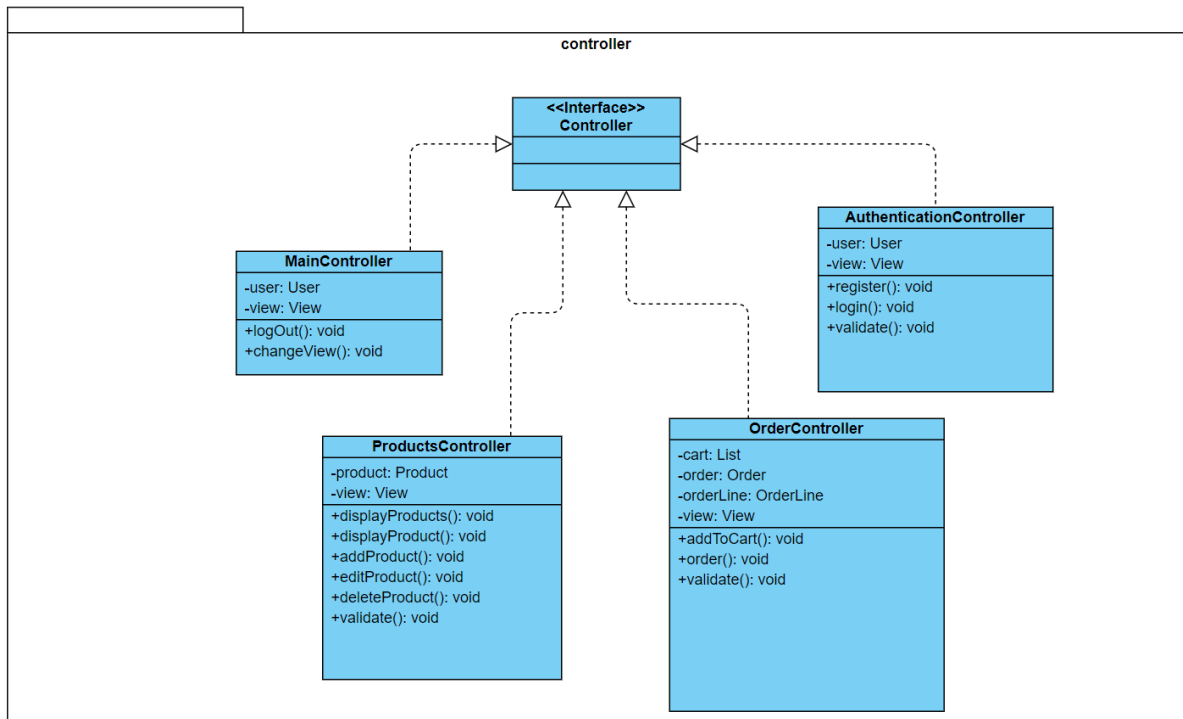 controller
<<Interface>>
Controller
MainController
-user: User
-view: View
+logOut(): void
+changeView(): void
AuthenticationController
-user: User
-view: View
+register(): void
+login(): void
+validate(): void
ProductsController
-product: Product
-view: View
+displayProducts(): void
+displayProduct(): void
+addProduct(): void
+editProduct(): void
+deleteProduct(): void
+validate(): void
OrderController
-cart: List
-order: Order
-orderLine: OrderLine
-view: View
+addToCart(): void
+order(): void
+validate(): void